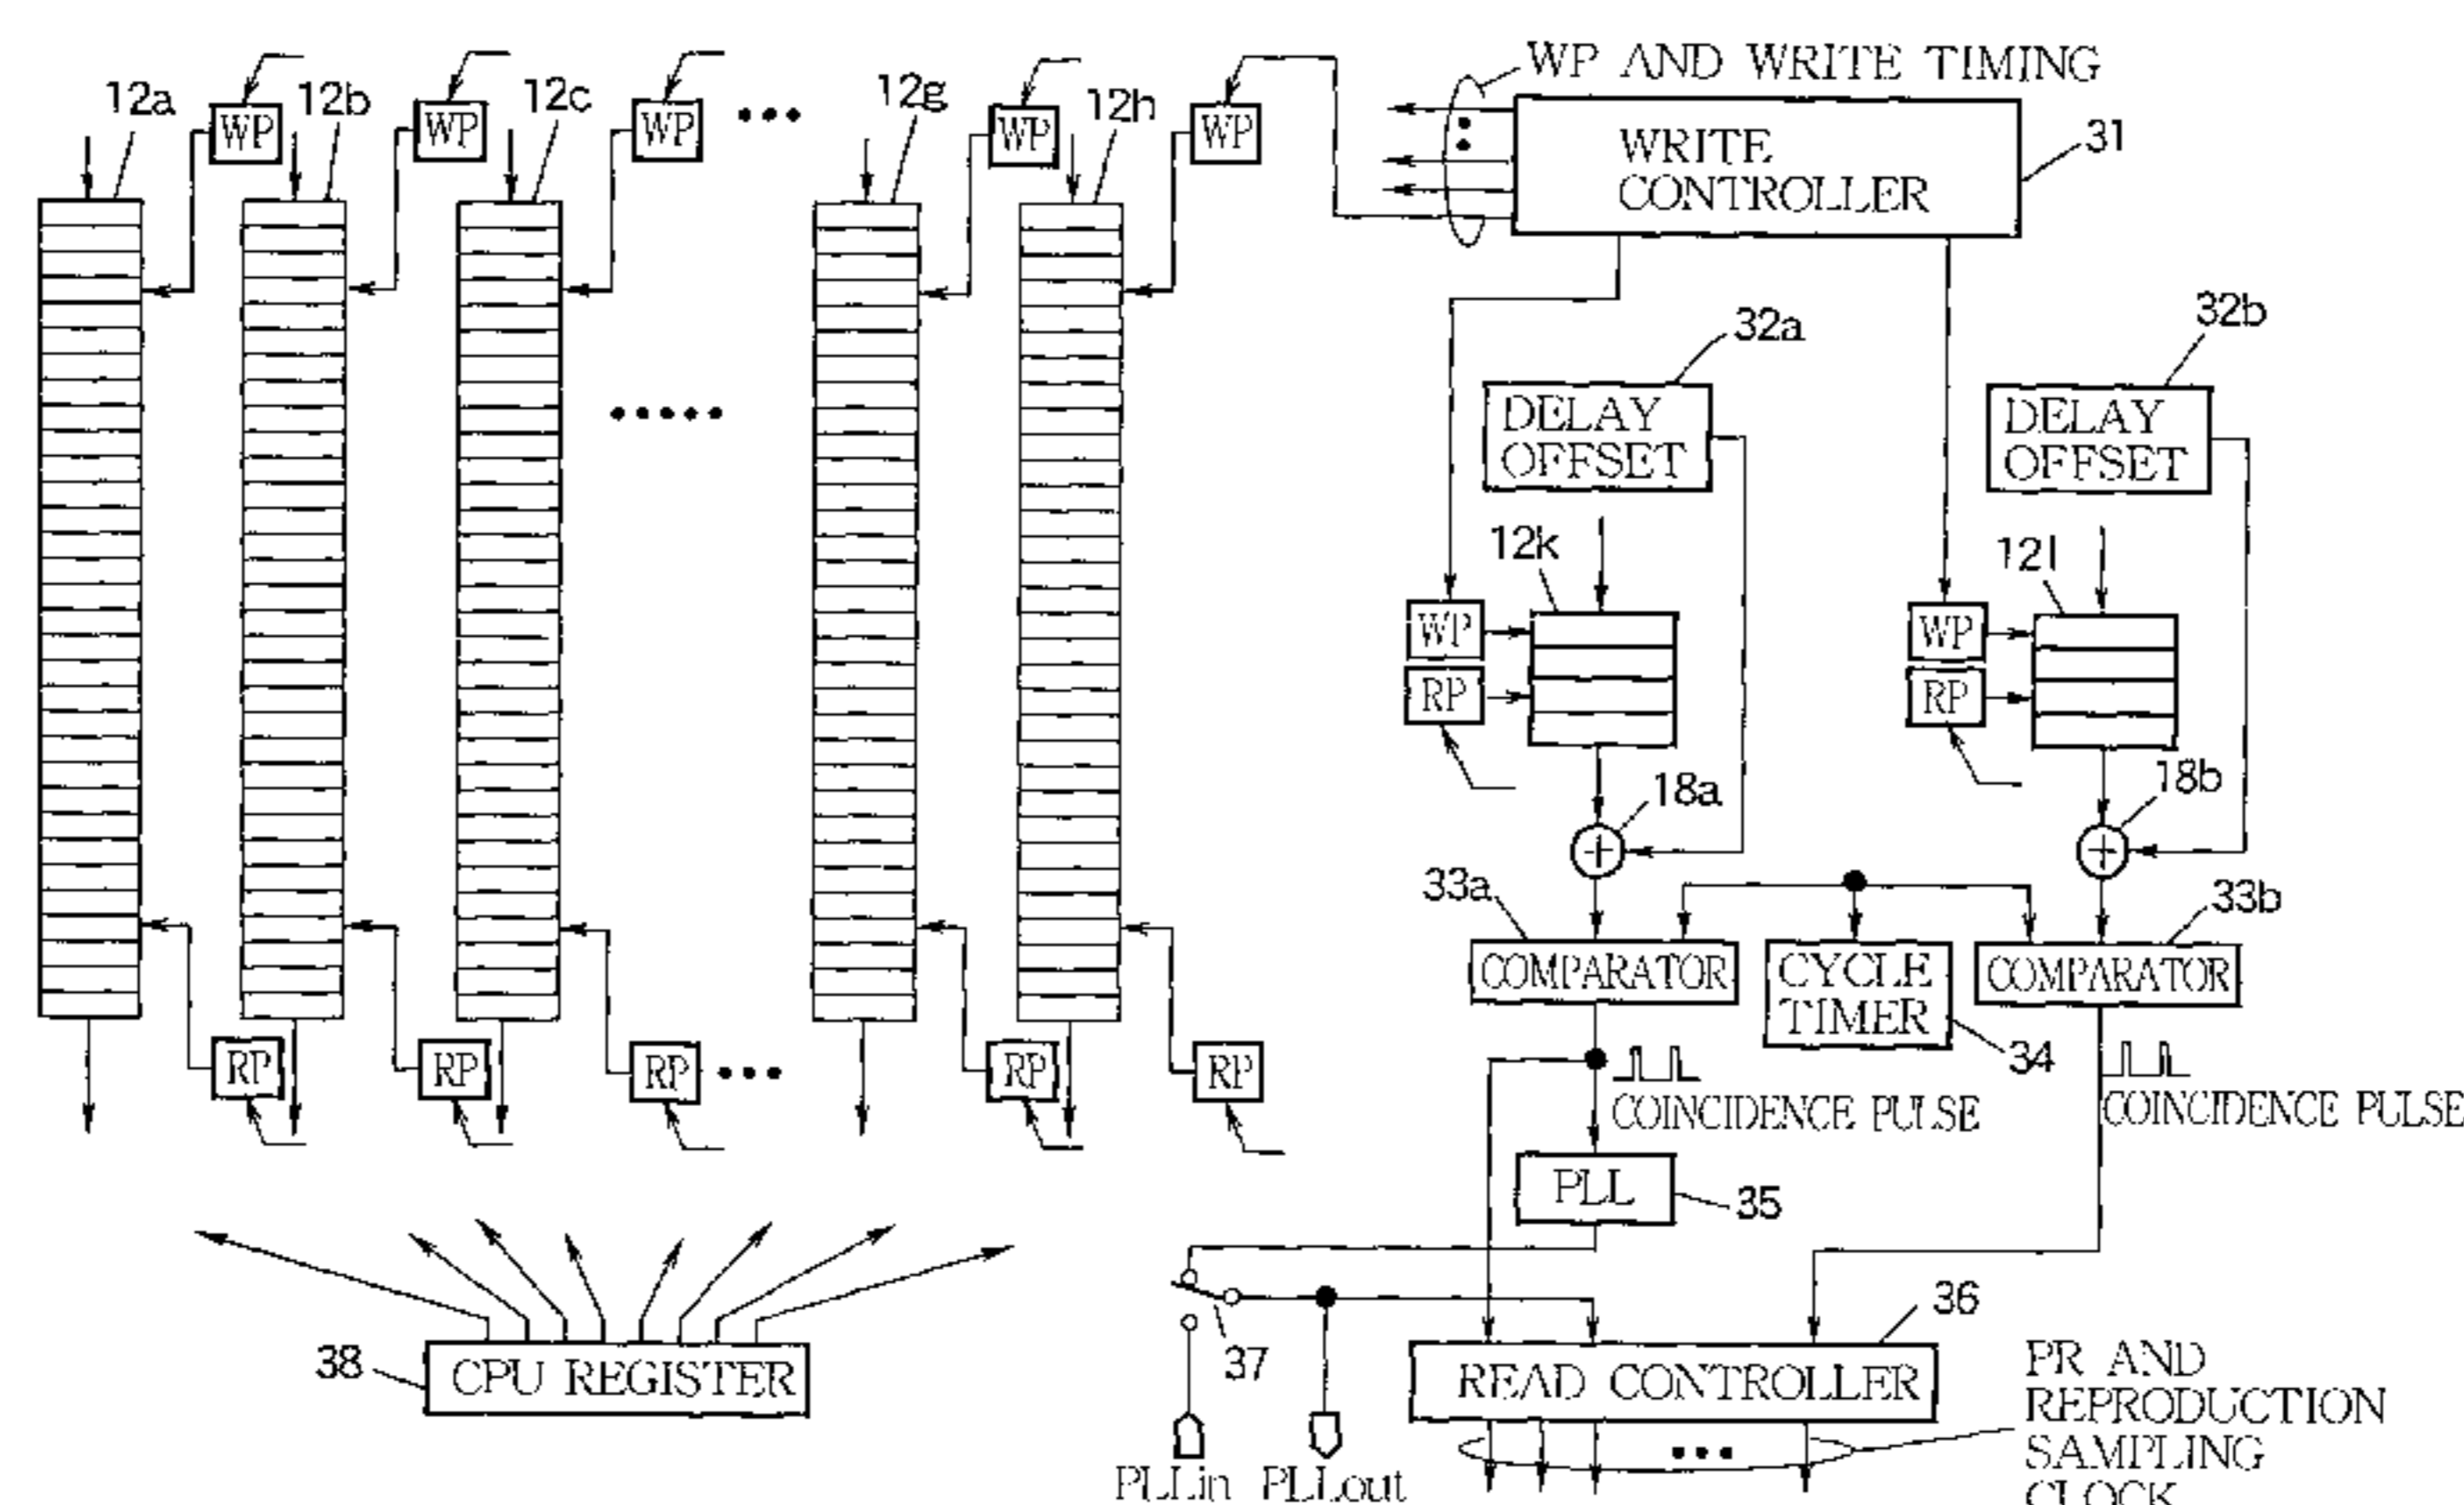 WP AND WRITE TIMING
12a
WP
12b
WP
12c
WP
12g
WP
12h
WP
WRITE
CONTROLLER
31
32a
32b
DELAY
OFFSET
DELAY
OFFSET
12k
12l
WP
RP
WP
RP
18a
18b
33a
33b
COMPARATOR
CYCLE
TIMER
COMPARATOR
34
RP
RP
RP
RP
RP
COINCIDENCE PULSE
COINCIDENCE PULSE
PLL
35
36
37
38
CPU REGISTER
READ CONTROLLER
PR AND
REPRODUCTION
SAMPLING
CLOCK
PLLin
PLLout